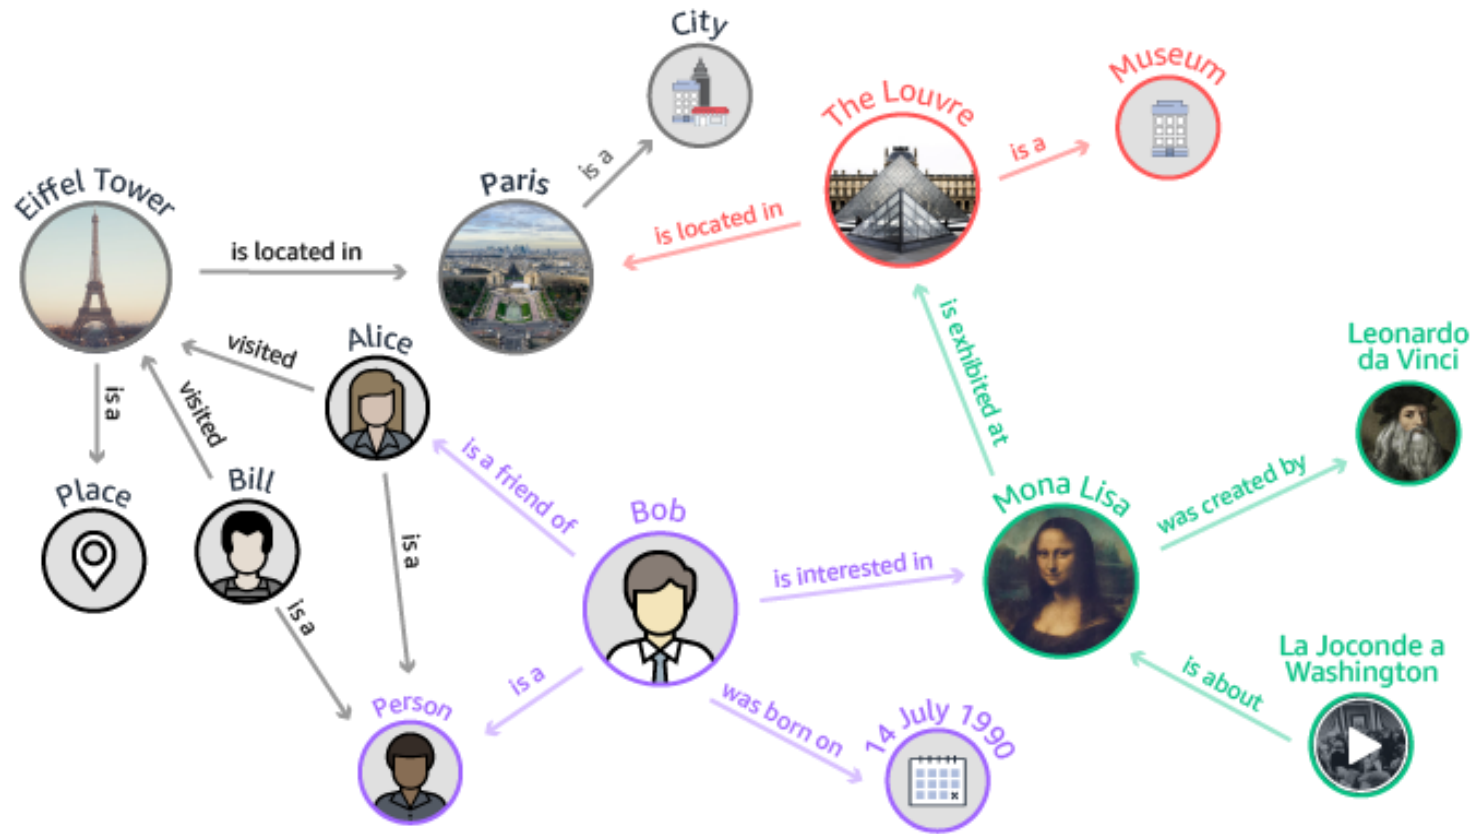 City
Museum
The Louvre
is a
is a
Eiffel Tower
Paris
is located in
is located in
visited
Alice
is exhibited at
Leonardo
da Vinci
is a
visited
Place
Bill
is a friend of
Bob
Mona Lisa
was created by
is a
is interested in
is a
La Joconde a
Washington
is about
is a
Person
was born on
14 July 1990